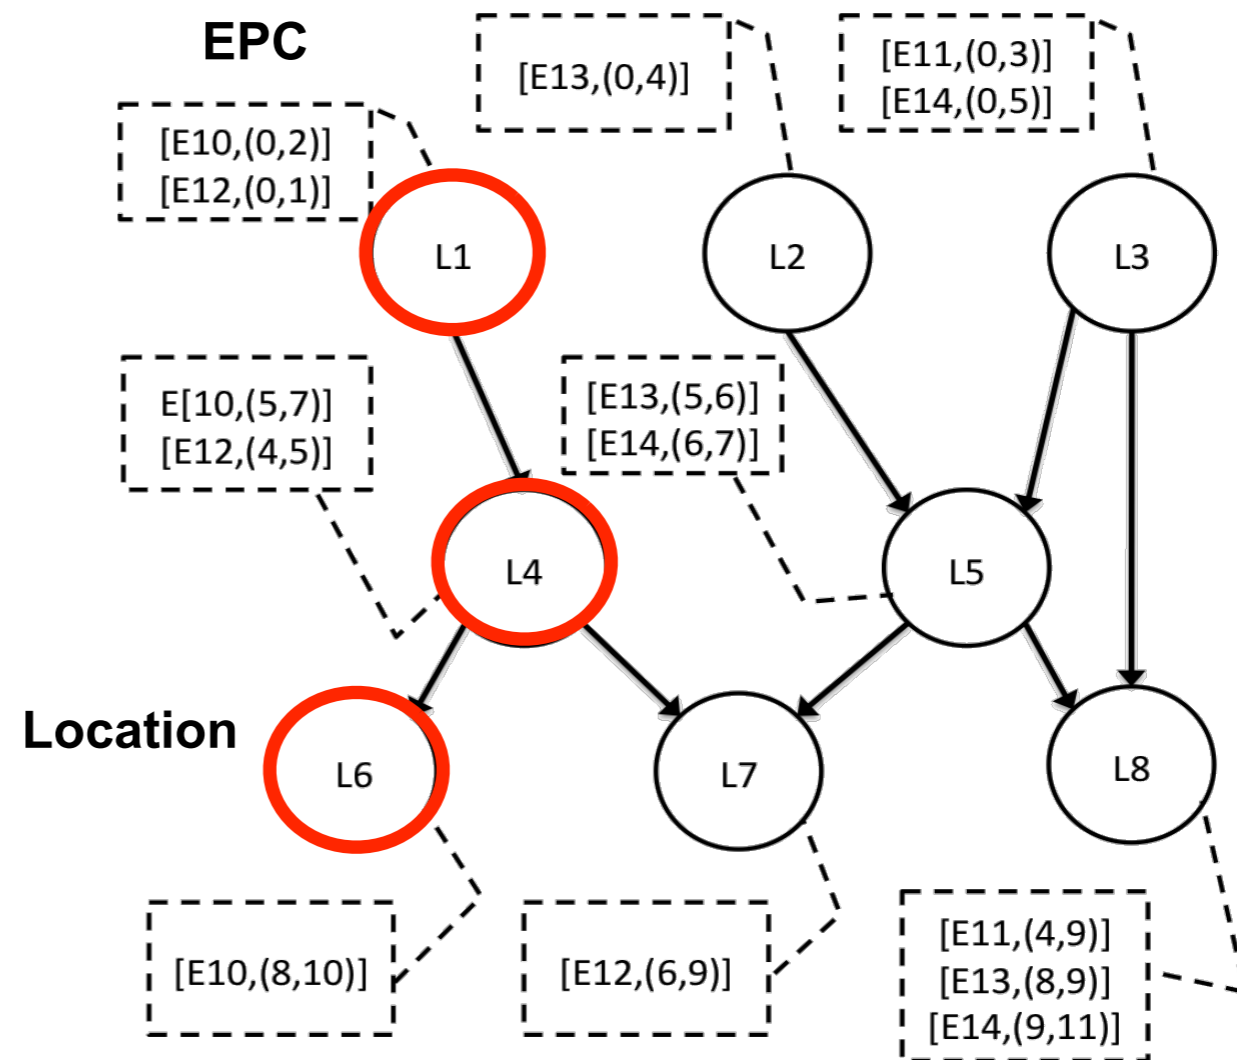 EPC
[E13,(0,4)]
[E11,(0,3)]
[E14,(0,5)]
[E10,(0,2)]
[E12,(0,1)]
L1
L2
L3
E[10,(5,7)]
[E12,(4,5)]
[E13,(5,6)]
[E14,(6,7)]
L4
L5
Location
L6
L7
L8
[E10,(8,10)]
[E12,(6,9)]
[E11,(4,9)]
[E13,(8,9)]
[E14,(9,11)]